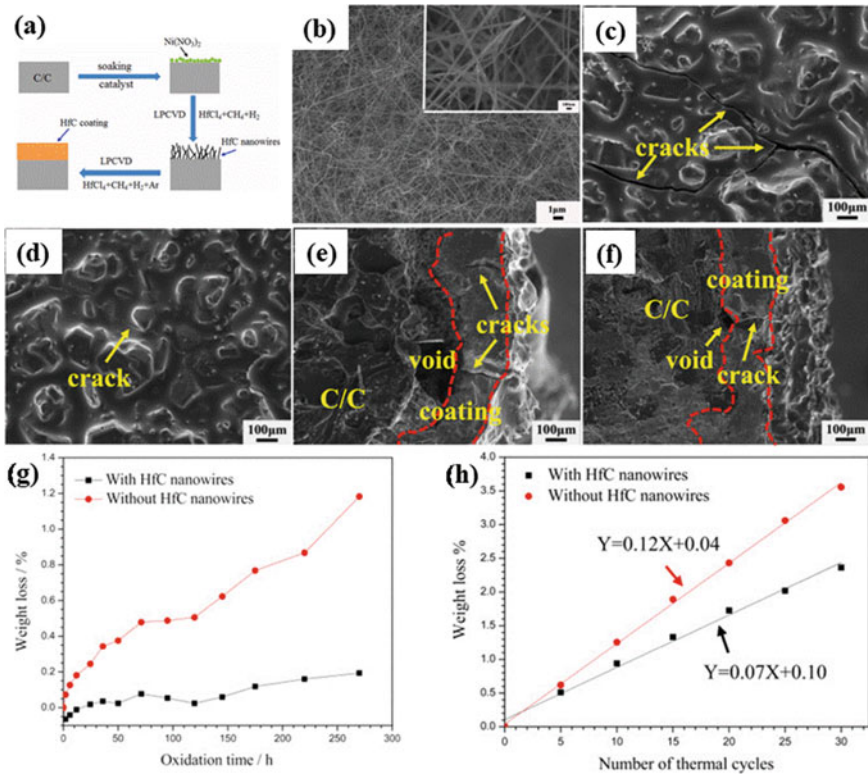 (a)
Ni(NO₃)₂
C/C
soaking
catalyst
HfC coating
LPCVD
HfCl₄+CH₄+H₂
HfC nanowires
LPCVD
HfCl₄+CH₄+H₂+Ar
(b)
1μm
(c)
cracks
100μm
(d)
crack
100μm
(e)
cracks
void
C/C
coating
100μm
(f)
coating
C/C
void
crack
100μm
(g)
With HfC nanowires
Without HfC nanowires
Weight loss / %
1.4
1.2
1.0
0.8
0.6
0.4
0.2
0.0
0 50 100 150 200 250 300
Oxidation time / h
(h)
With HfC nanowires
Without HfC nanowires
Y=0.12X+0.04
Y=0.07X+0.10
Weight loss %
4.0
3.5
3.0
2.5
2.0
1.5
1.0
0.5
0.0
0 5 10 15 20 25 30
Number of thermal cycles